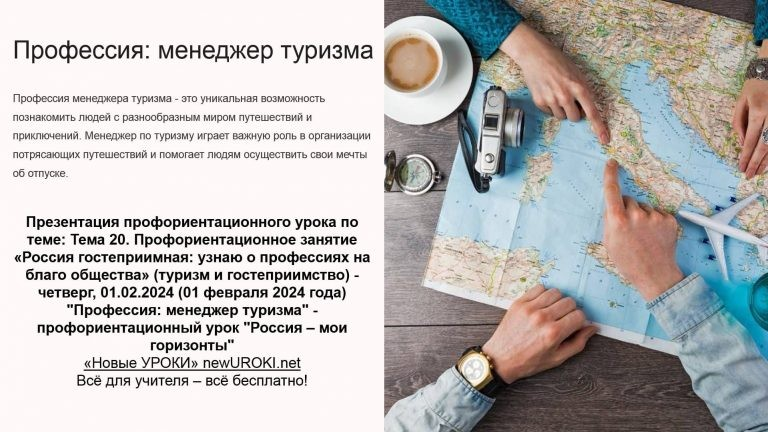 Профессия: менеджер туризма
Профессия менеджера туризма - это уникальная возможность
познакомить людей с разнообразным миром путешествий и
приключений. Менеджер по туризму играет важную роль в организации
потрясающих путешествий и помогает людям осуществить свои мечты
об отпуске.
Презентация профориентационного урока по
теме: Тема 20. Профориентационное занятие
«Россия гостеприимная: узнаю о профессиях на
благо общества» (туризм и гостеприимство) -
четверг, 01.02.2024 (01 февраля 2024 года)
"Профессия: менеджер туризма" -
профориентационный урок "Россия – мои
горизонты"
«Новые УРОКИ» newUROKI.net
Всё для учителя – всё бесплатно!